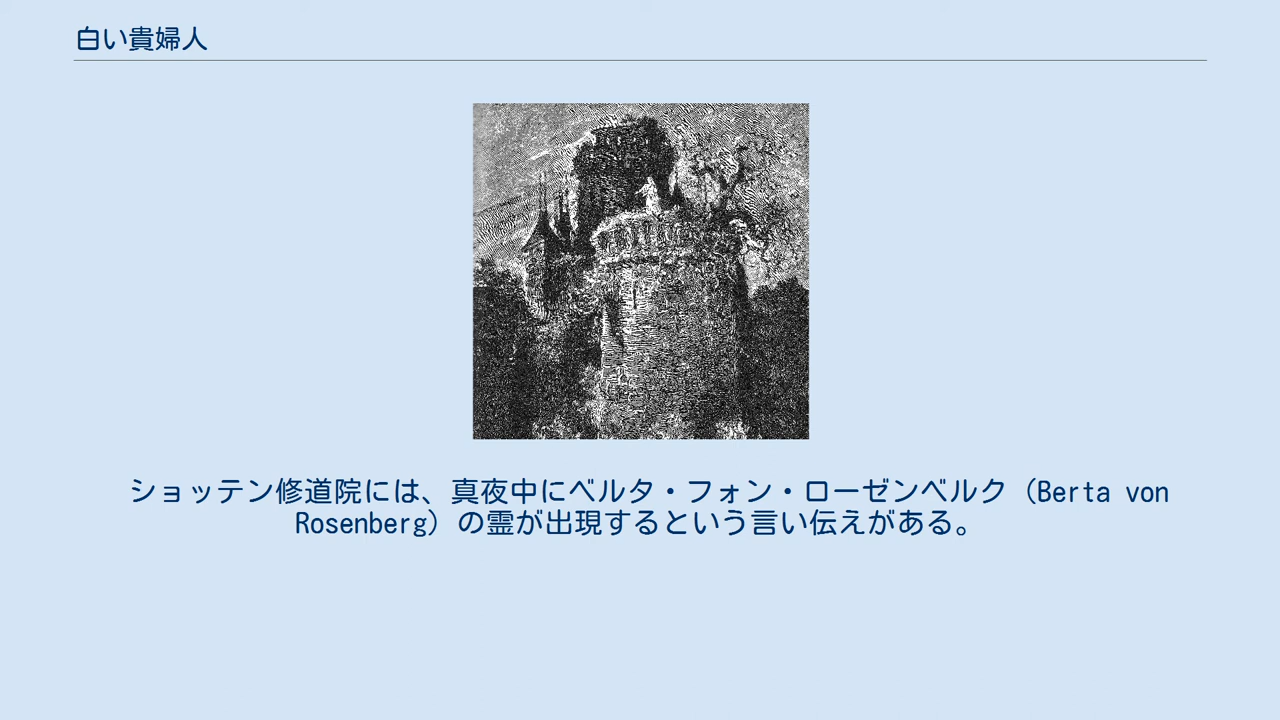 白い貴婦人
ショッテン修道院には、真夜中にベルタ・フォン・ローゼンベルク（Berta von
Rosenberg）の霊が出現するという言い伝えがある。